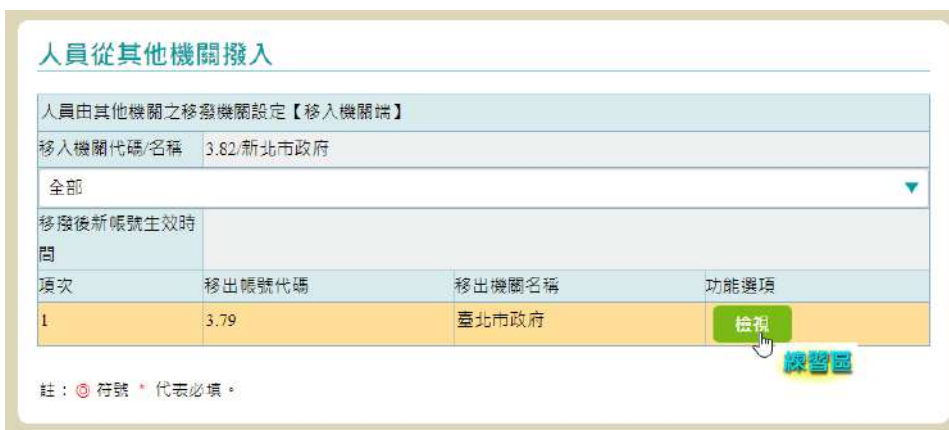 人員從其他機關撥入
人員由其他機關之移撥機關設定【移入機關端】
移入機關代碼/名稱 3.82/新北市政府
全部
移撥後新帳號生效時
間
項次 移出帳號代碼 移出機關名稱 功能選項
1 3.79 臺北市政府 檢視
練習區
註：◎ 符號 * 代表必填。